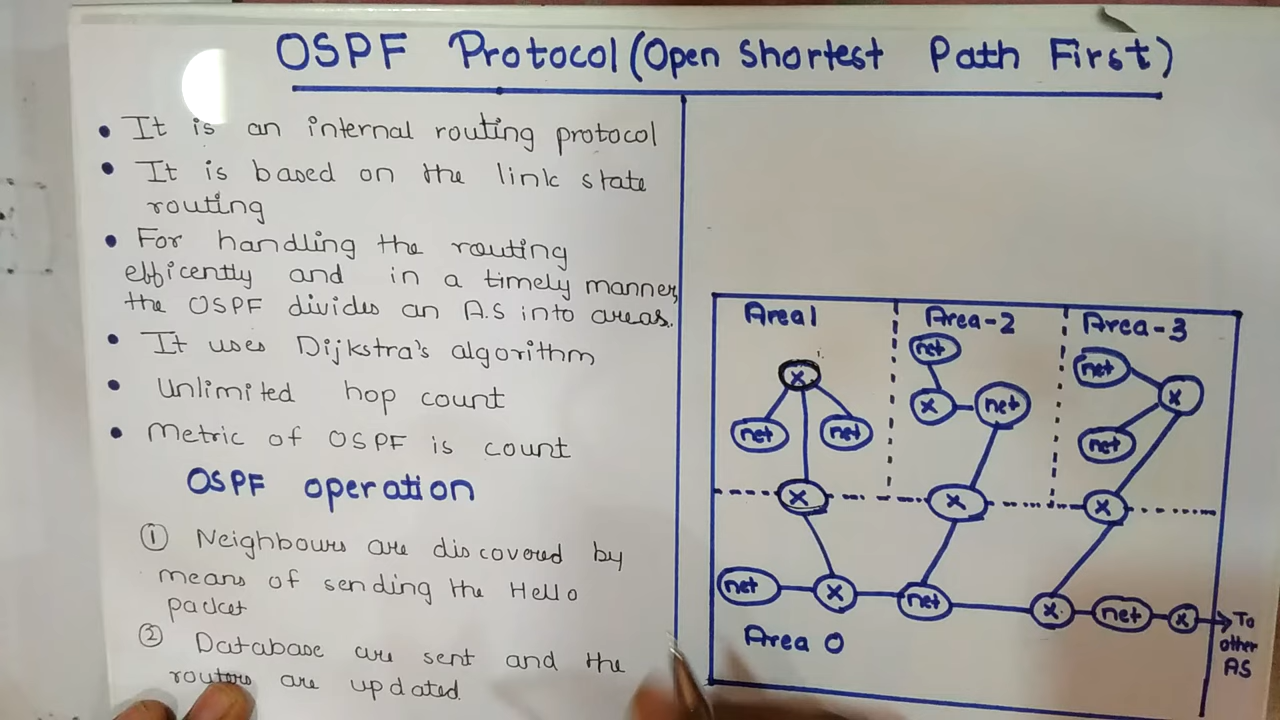 OSPF Protocol (Open Shortest Path First)
• It is an internal routing protocol
• It is based on the link state
routing
• For handling the routing
efficently and in a timely manner,
the OSPF divides an A.S into areas.
• It uses Dijkstra's algorithm
• Unlimited hop count
• Metric of OSPF is count
OSPF operation
① Neighbours are discovered by
means of sending the Hello
packet
② Database are sent and the
routers are updated.
Area 1
Area-2
Area-3
net
net
x
x
net
x
net
net
net
x
x
x
net
x
net
x
net
x
To
other
AS
Area 0